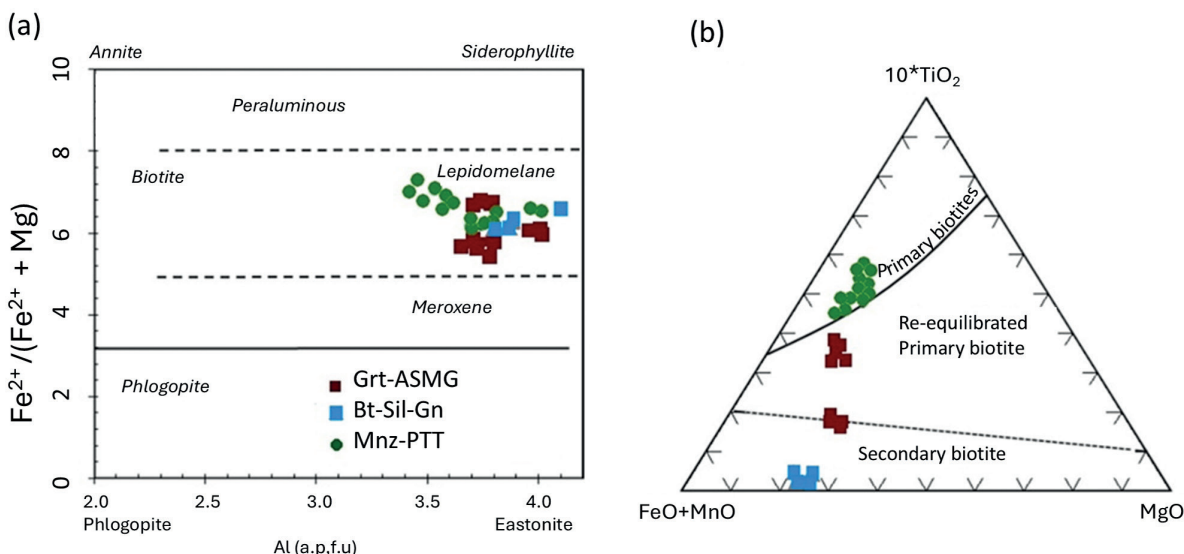 (a)
Annite
Siderophyllite
10
8
6
4
2
0
Fe²⁺/(Fe²⁺ + Mg)
Peraluminous
Biotite
Lepidomelane
Meroxene
Phlogopite
Grt-ASMG
Bt-Sil-Gn
Mnz-PTT
2.0
2.5
3.0
3.5
4.0
Phlogopite
Eastonite
Al (a.p,f.u)
(b)
10*TiO₂
Primary biotites
Re-equilibrated
Primary biotite
Secondary biotite
FeO+MnO
MgO